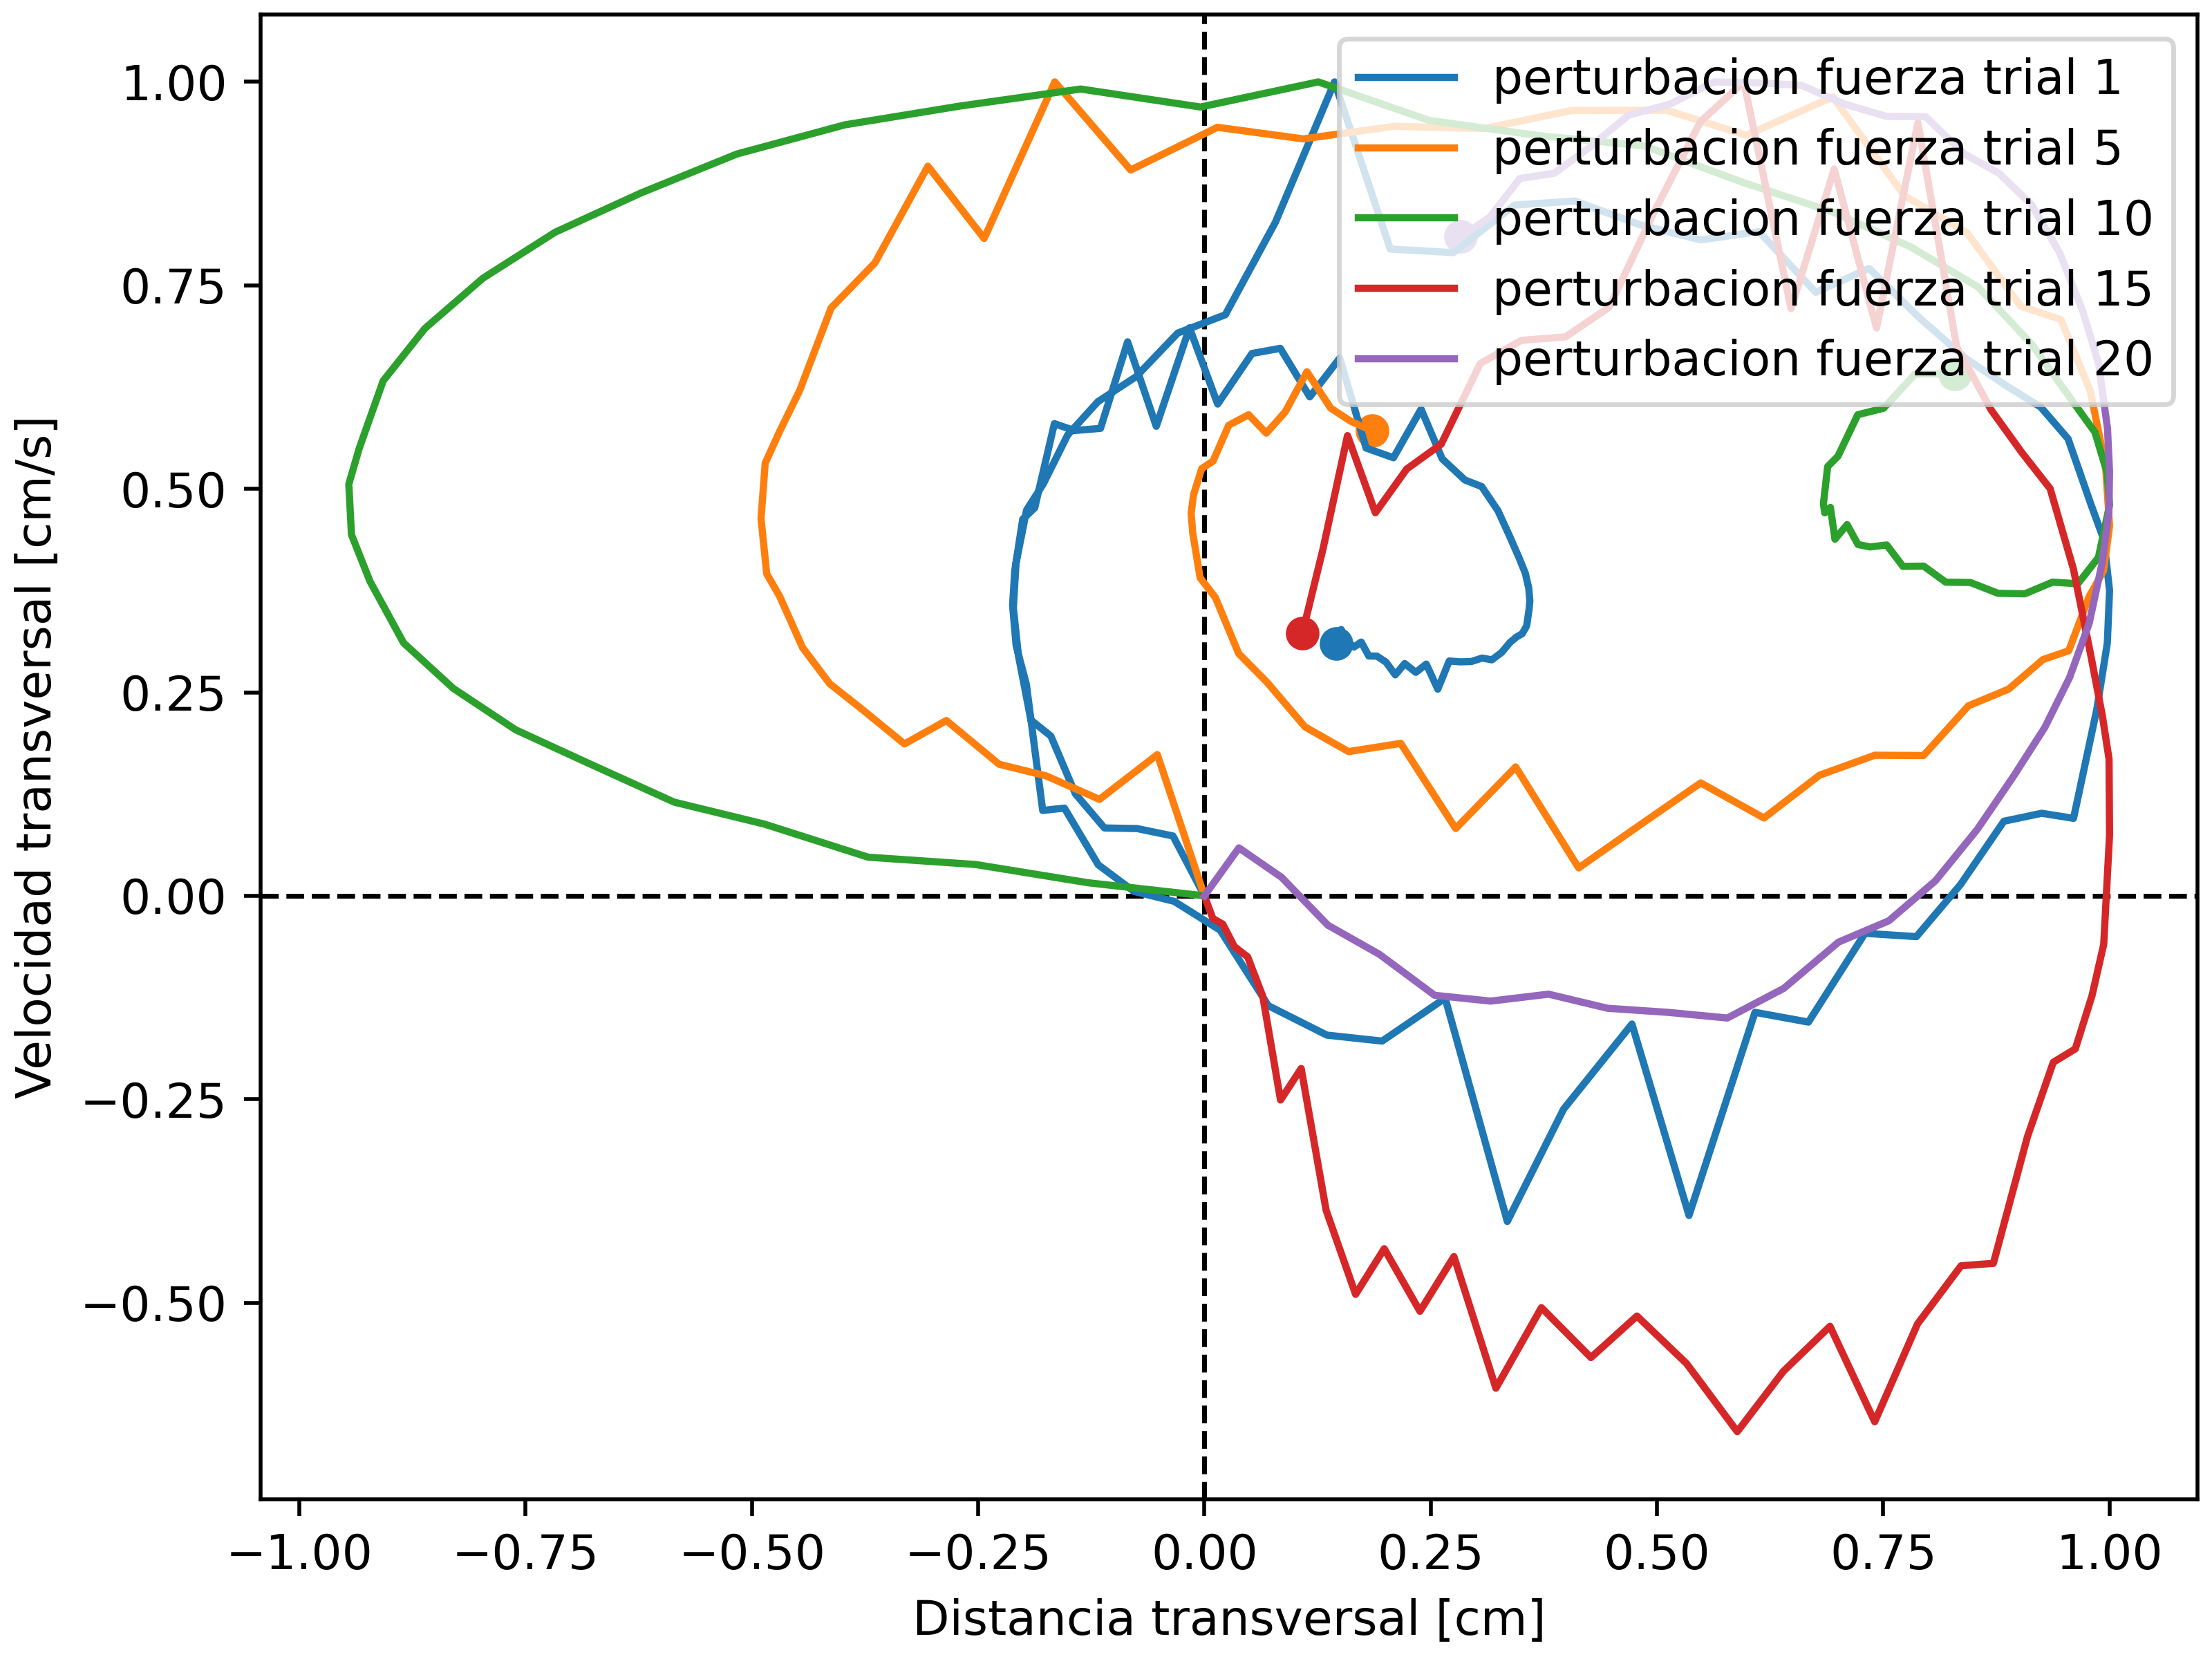 perturbacion fuerza trial 1
perturbacion fuerza trial 5
perturbacion fuerza trial 10
perturbacion fuerza trial 15
perturbacion fuerza trial 20
1.00
0.75
0.50
0.25
0.00
−0.25
−0.50
Velocidad transversal [cm/s]
−1.00 −0.75 −0.50 −0.25 0.00 0.25 0.50 0.75 1.00
Distancia transversal [cm]